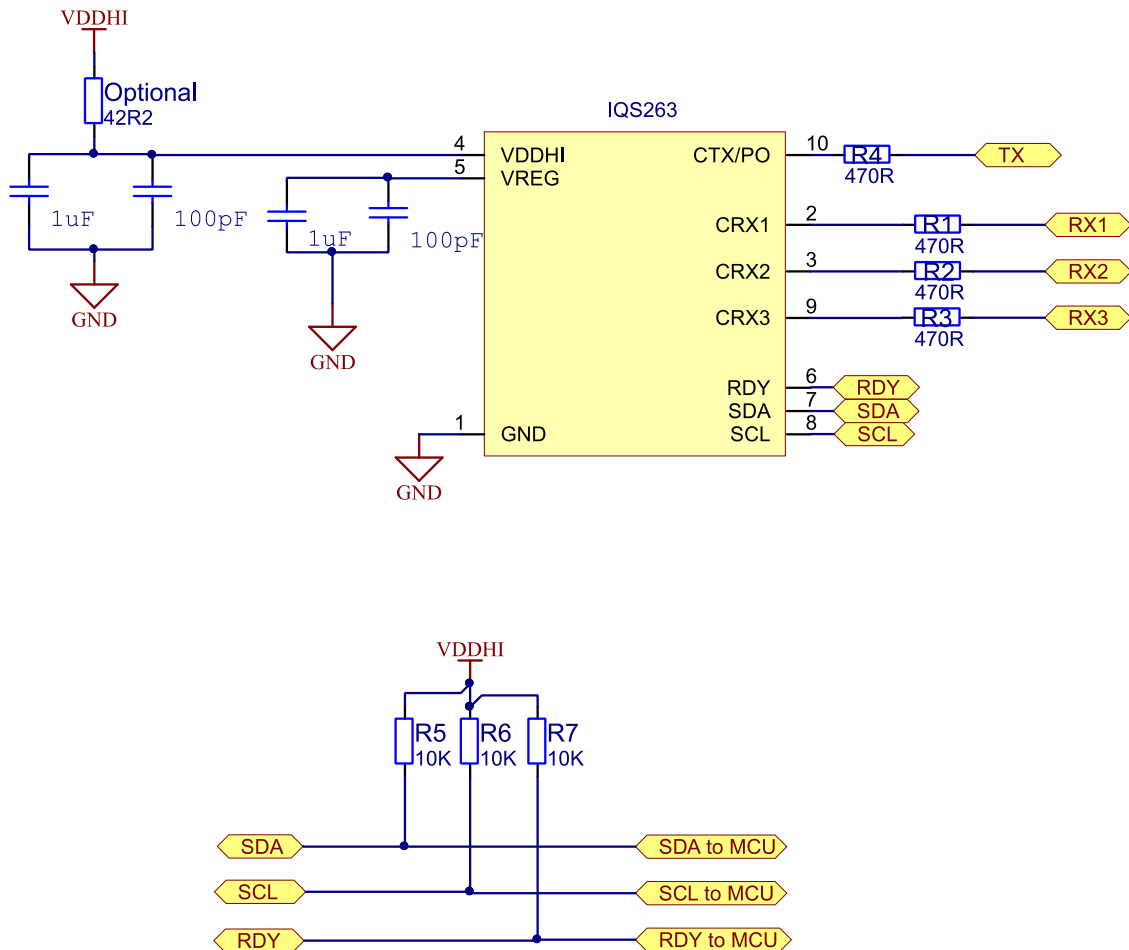 VDDHI
Optional
42R2
1uF
100pF
GND
1uF
100pF
GND
IQS263
4
VDDHI
5
VREG
1
GND
GND
CTX/PO
10
R4
470R
TX
CRX1
2
R1
470R
RX1
CRX2
3
R2
470R
RX2
CRX3
9
R3
470R
RX3
RDY
6
RDY
SDA
7
SDA
SCL
8
SCL
VDDHI
R5
10K
R6
10K
R7
10K
SDA
SDA to MCU
SCL
SCL to MCU
RDY
RDY to MCU